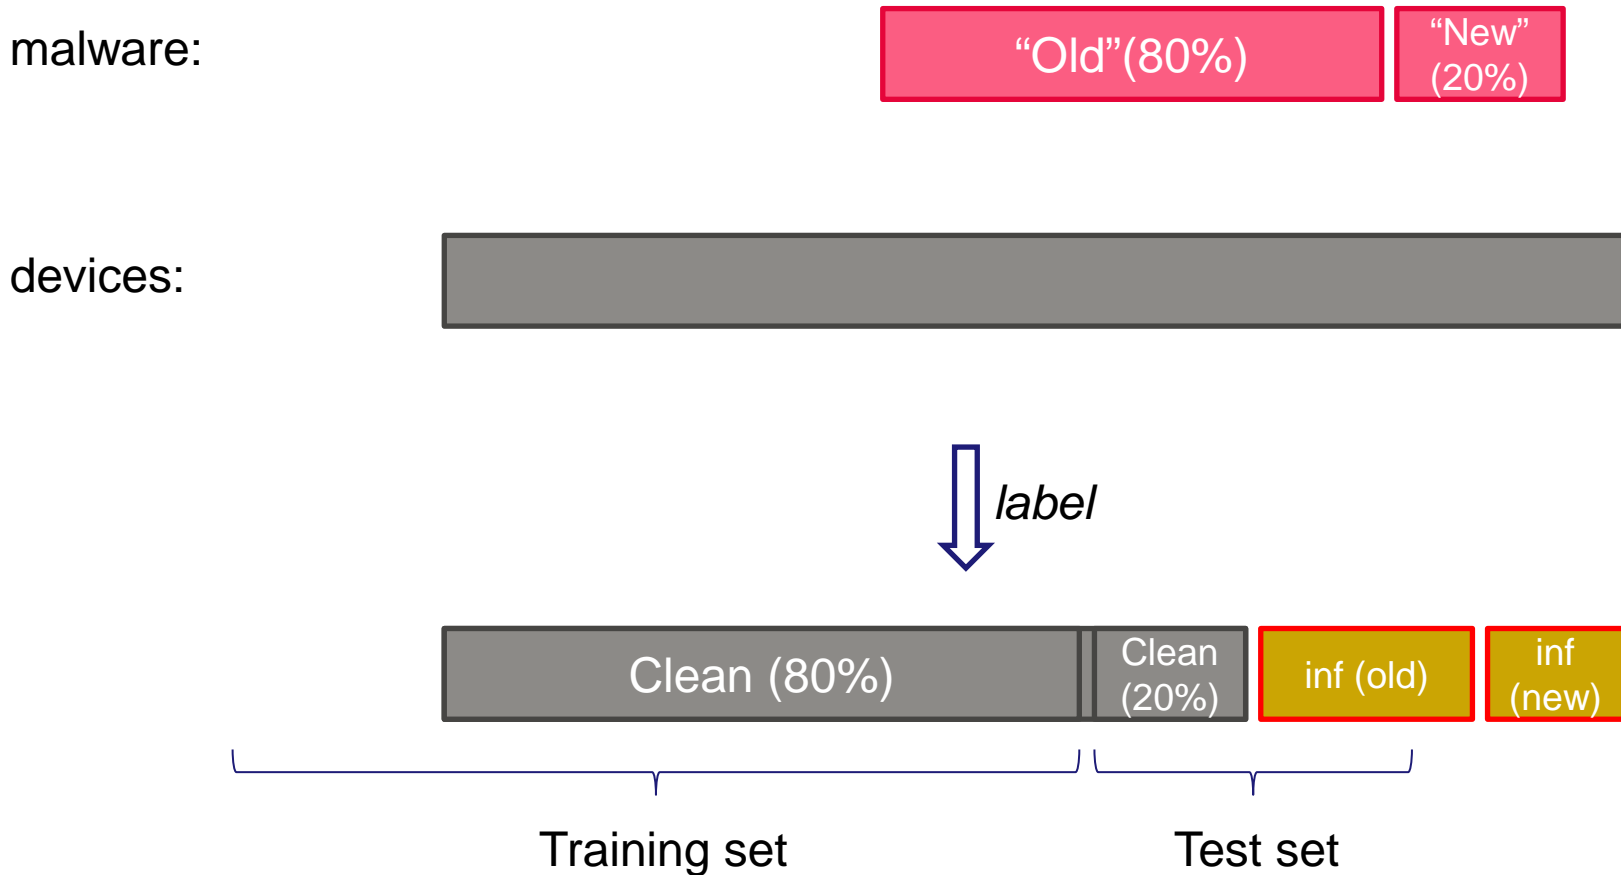 malware:
“Old”(80%)
“New”
(20%)
devices:
label
Clean (80%)
Clean
(20%)
inf (old)
inf
(new)
Training set
Test set